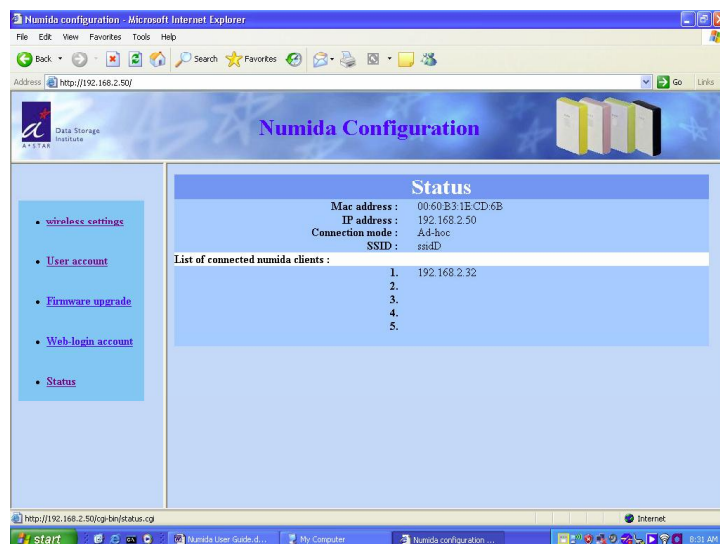 Numida configuration - Microsoft Internet Explorer
File Edit View Favorites Tools Help
Back Search Favorites
Address http://192.168.2.50/ Go Links
a
A*STAR
Data Storage
Institute
Numida Configuration
Status
Mac address : 00:60:B3:1E:CD:6B
IP address : 192.168.2.50
Connection mode : Ad-hoc
SSID : ssidD
List of connected numida clients :
1. 192.168.2.32
2.
3.
4.
5.
wireless settings
User account
Firmware upgrade
Web-login account
Status
http://192.168.2.50/cgi-bin/status.cgi Internet
start Numida User Guide.d... My Computer Numida configuration ... 8:31 AM